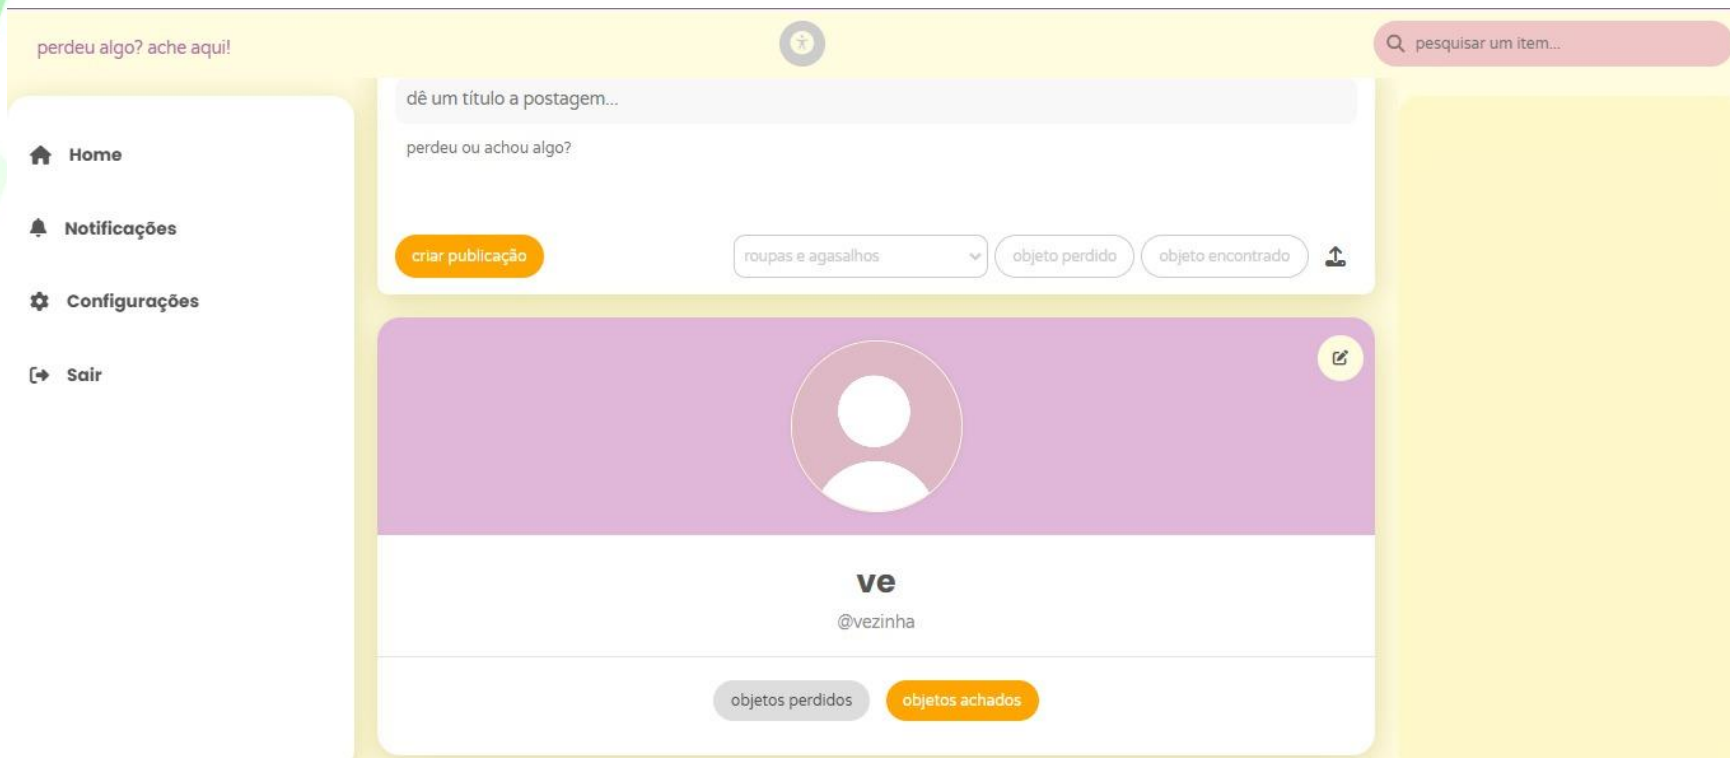 perdeu algo? ache aqui!
pesquisar um item...
Home
Notificações
Configurações
Sair
dê um título a postagem...
perdeu ou achou algo?
criar publicação
roupas e agasalhos
objeto perdido
objeto encontrado
ve
@vezinha
objetos perdidos
objetos achados